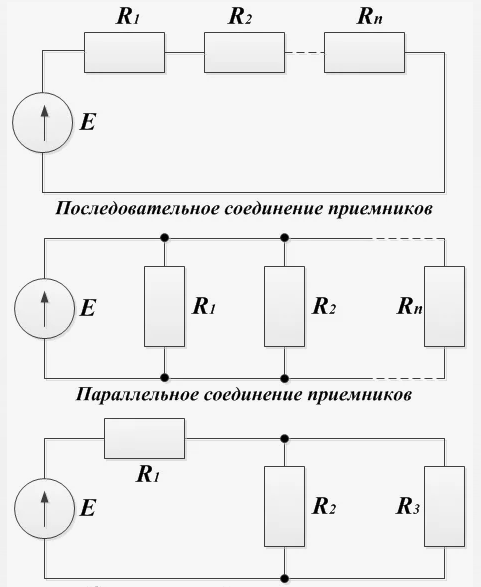 R1 R2 Rn
E
Последовательное соединение приемников
E R1 R2 Rn
Параллельное соединение приемников
R1
E R2 R3